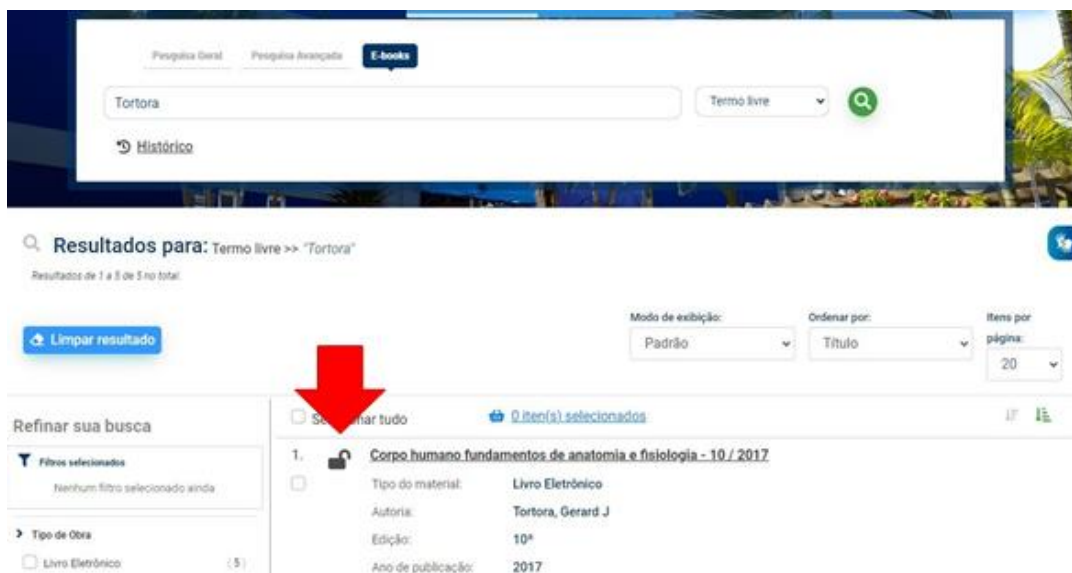 Pesquisa Geral Pesquisa Avançada E-books
Tortora Termo livre
Histórico
Resultados para: Termo livre >> "Tortora"
Resultados de 1 a 5 de 5 no total.
Limpar resultado
Modo de exibição: Ordenar por: Itens por página:
Padrão Título 20
Refinar sua busca
Filtros selecionados
Nenhum filtro selecionado ainda
Tipo de Obra
Livro Eletrônico (5)
nar tudo 0 iten(s) selecionados
1. Corpo humano fundamentos de anatomia e fisiologia - 10 / 2017
Tipo do material: Livro Eletrônico
Autoria: Tortora, Gerard J
Edição: 10ª
Ano de publicação: 2017